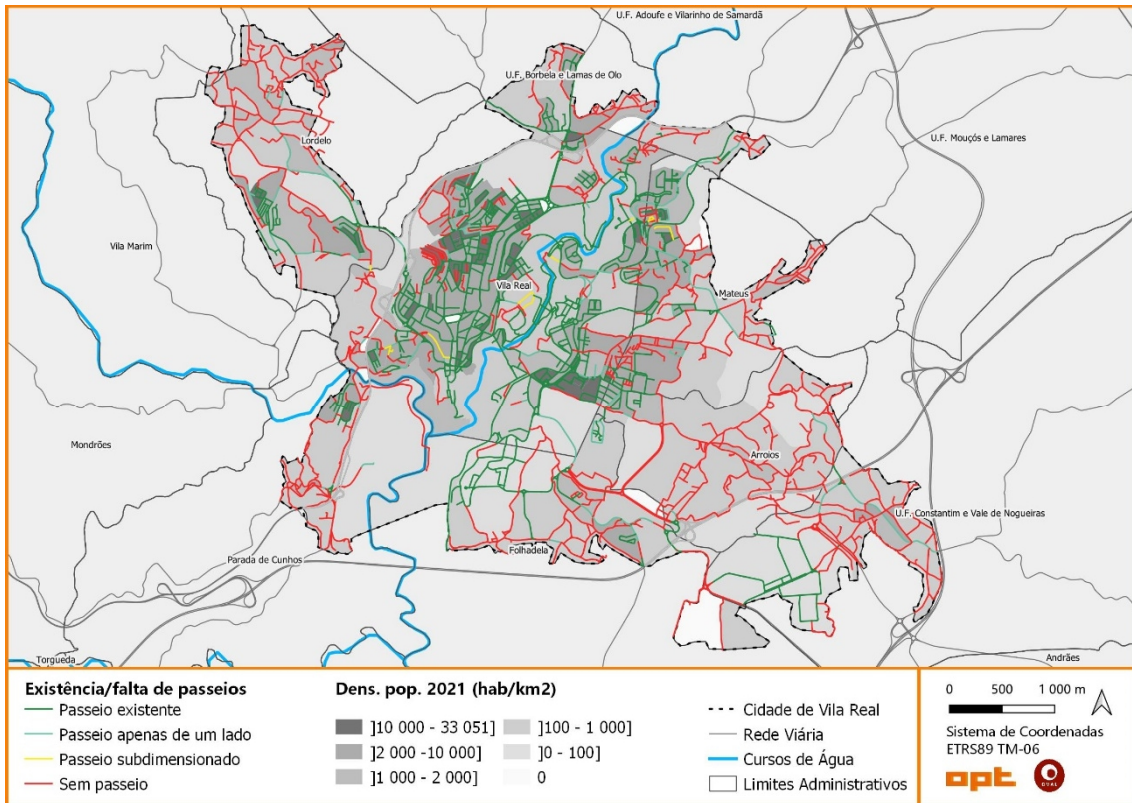 U.F. Adoufe e Vilarinho de Samardã
U.F. Borbela e Lamas de Olo
U.F. Mouçós e Lamares
Lordelo
Vila Marim
Vila Real
Mateus
Mondrões
Arroios
U.F. Constantim e Vale de Nogueiras
Folhadela
Parada de Cunhos
Torgueda
Andrães
Existência/falta de passeios
Passeio existente
Passeio apenas de um lado
Passeio subdimensionado
Sem passeio
Dens. pop. 2021 (hab/km2)
]10 000 - 33 051]
]2 000 -10 000]
]1 000 - 2 000]
]100 - 1 000]
]0 - 100]
0
Cidade de Vila Real
Rede Viária
Cursos de Água
Limites Administrativos
0 500 1 000 m
Sistema de Coordenadas
ETRS89 TM-06
opt